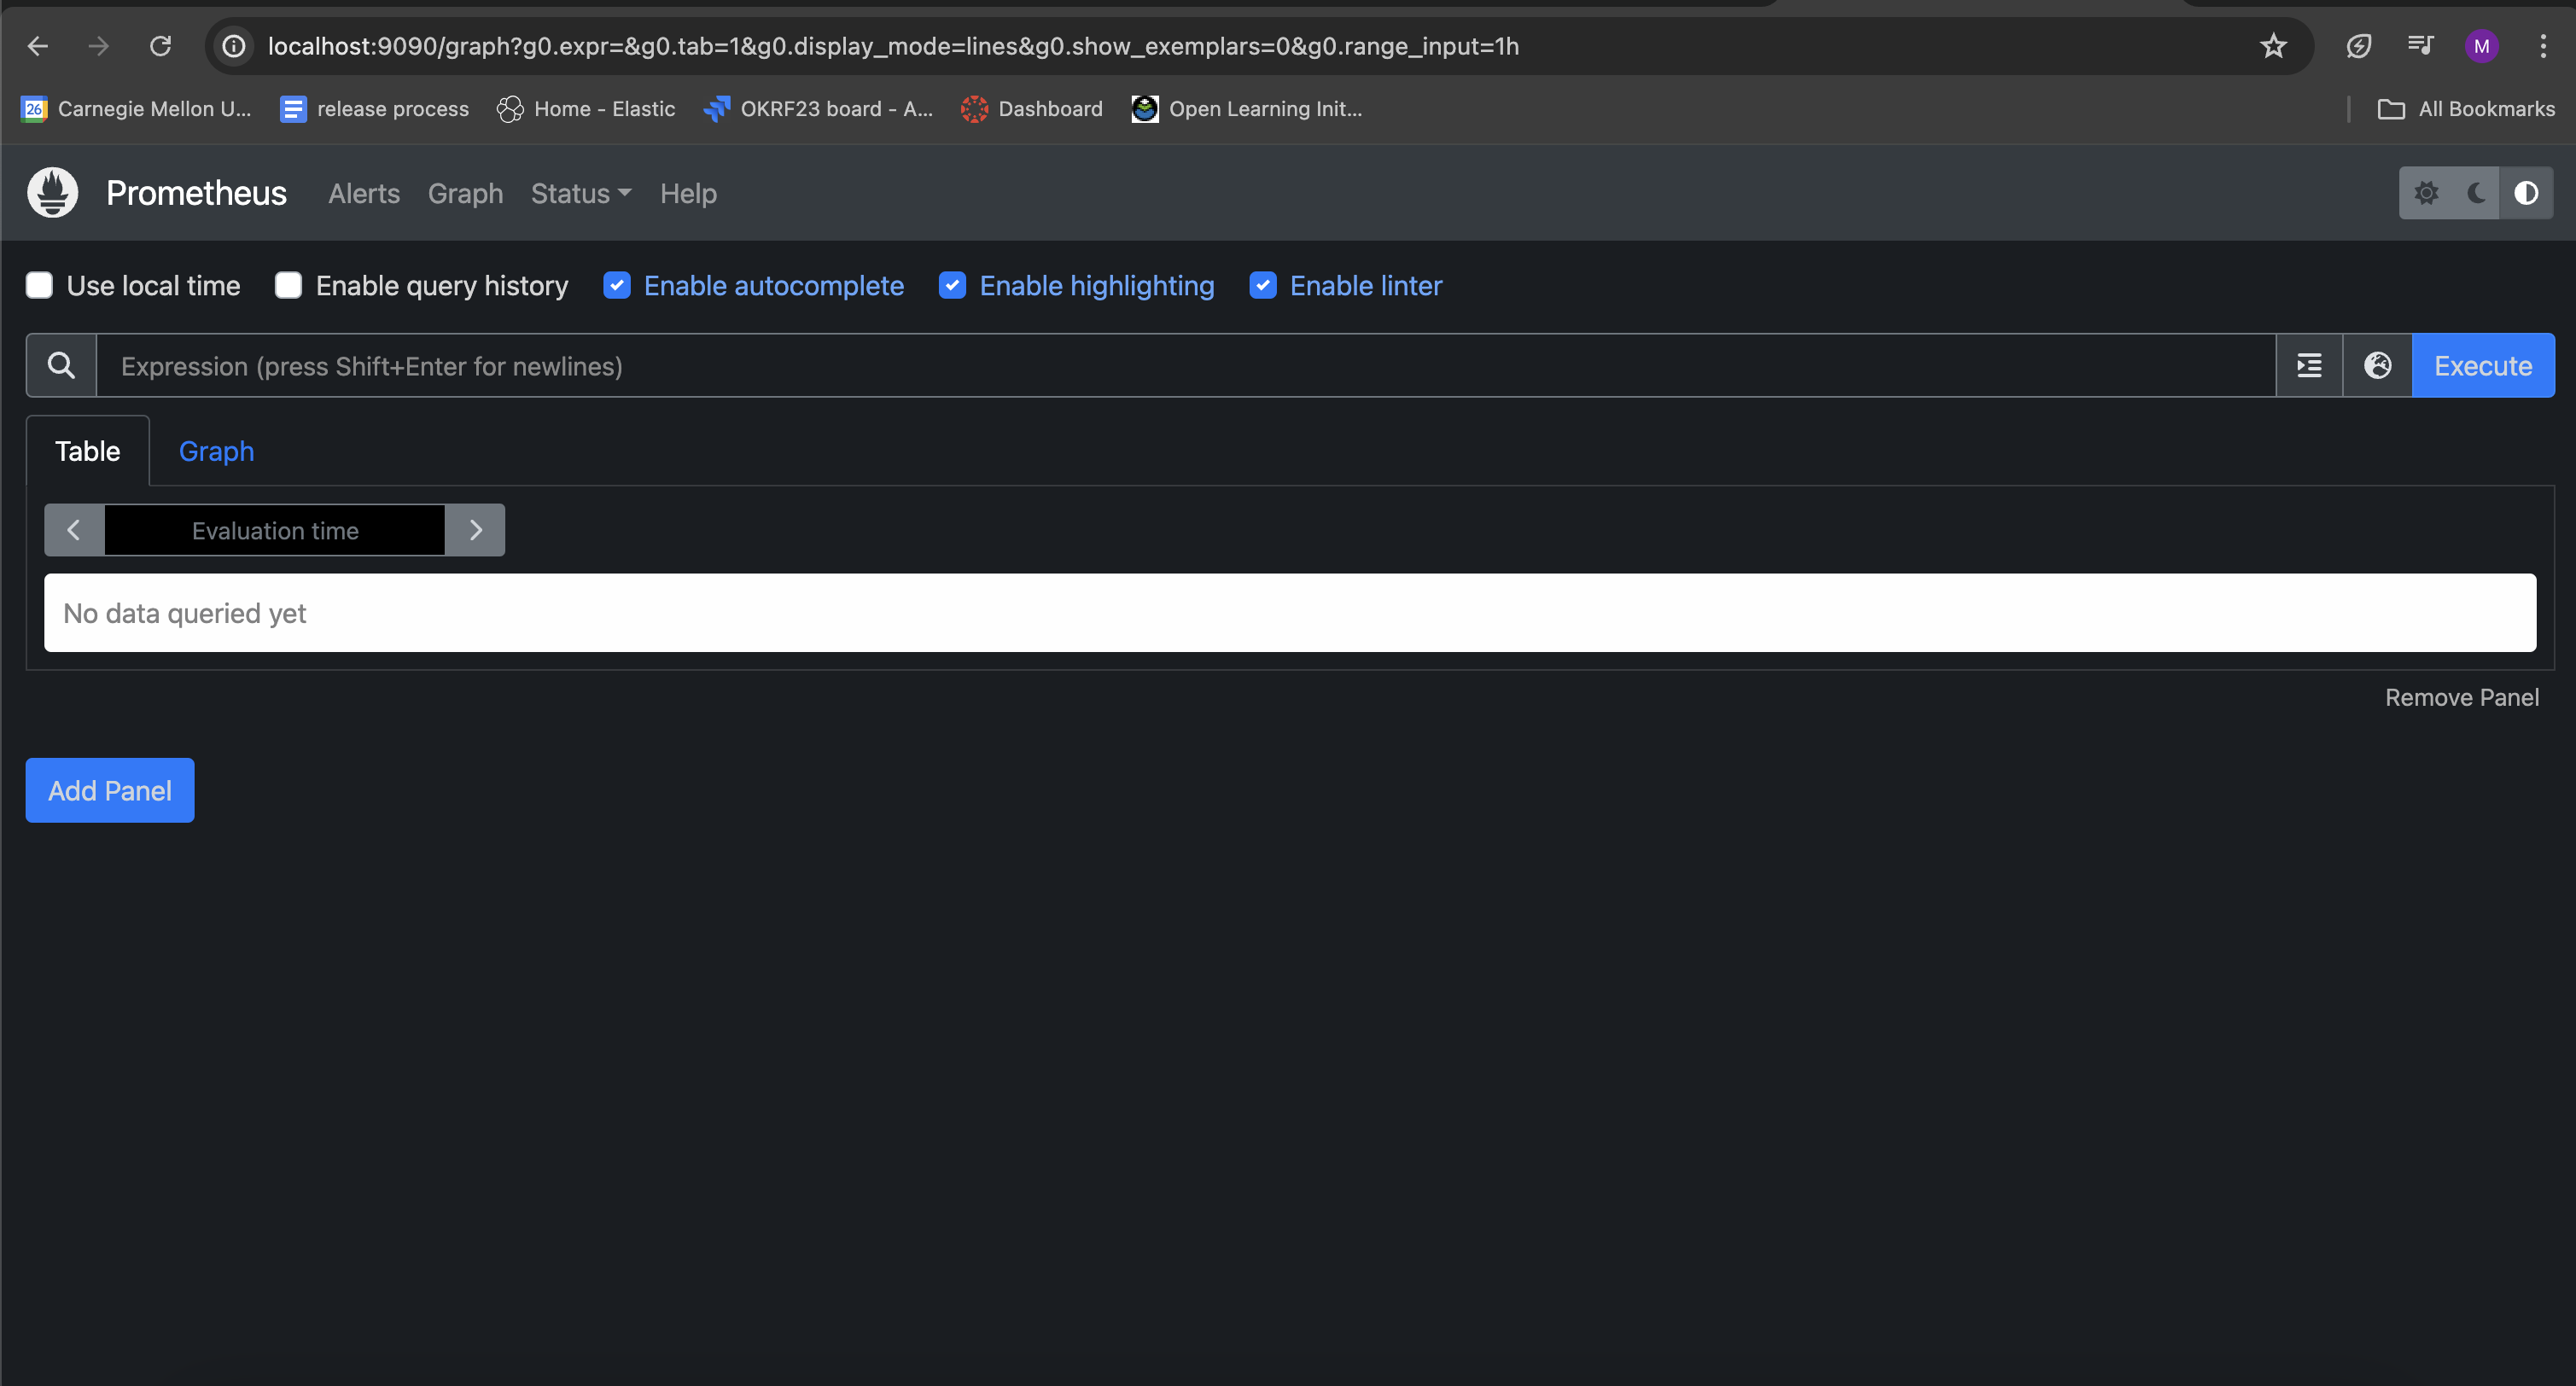 localhost:9090/graph?g0.expr=&g0.tab=1&g0.display_mode=lines&g0.show_exemplars=0&g0.range_input=1h
M
26 Carnegie Mellon U... release process Home - Elastic OKRF23 board - A... Dashboard Open Learning Init... All Bookmarks
Prometheus Alerts Graph Status Help
Use local time Enable query history Enable autocomplete Enable highlighting Enable linter
Expression (press Shift+Enter for newlines) Execute
Table Graph
Evaluation time
No data queried yet
Remove Panel
Add Panel